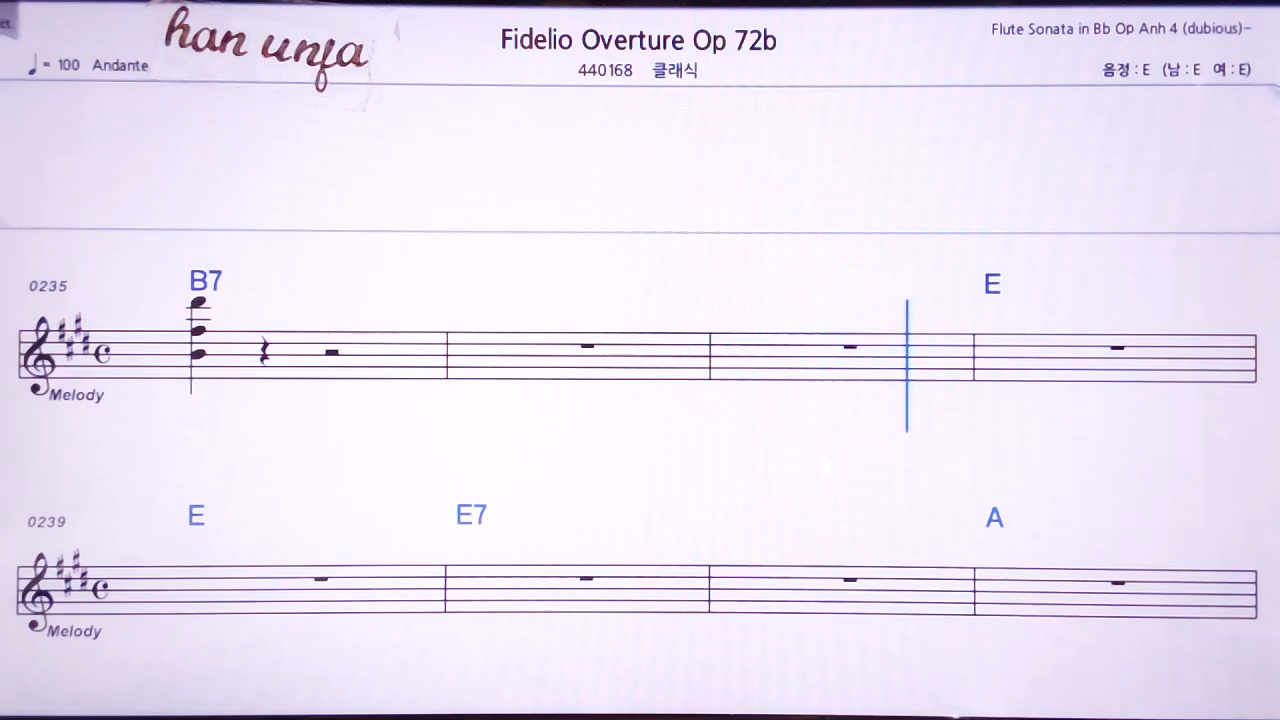 han unja
Fidelio Overture Op 72b
Flute Sonata in Bb Op Anh 4 (dubious)~
♩ = 100 Andante
440168 클래식
음정 : E (남 : E 여 : E)
0235 B7 E
Melody
0239 E E7 A
Melody